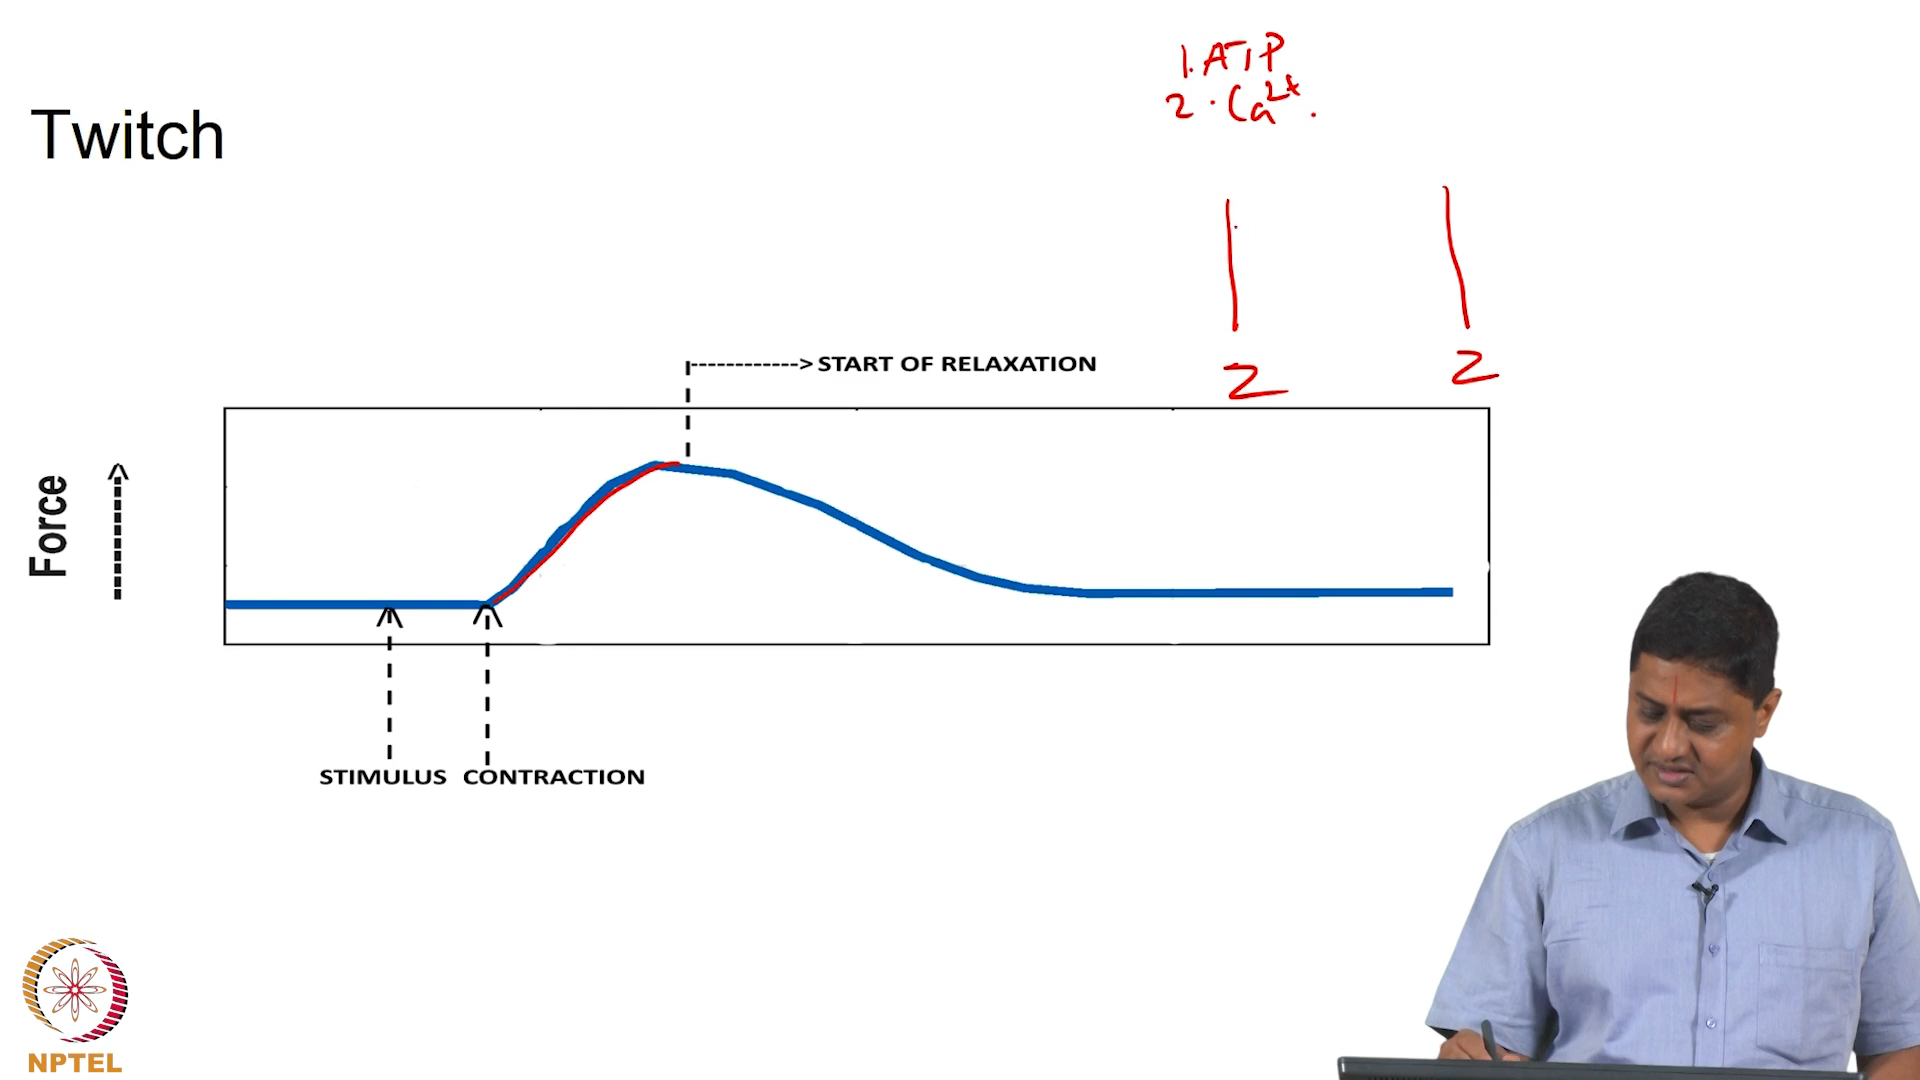 1. ATP
2. Ca2+.
Twitch
Z Z
------------> START OF RELAXATION
Force
STIMULUS CONTRACTION
NPTEL